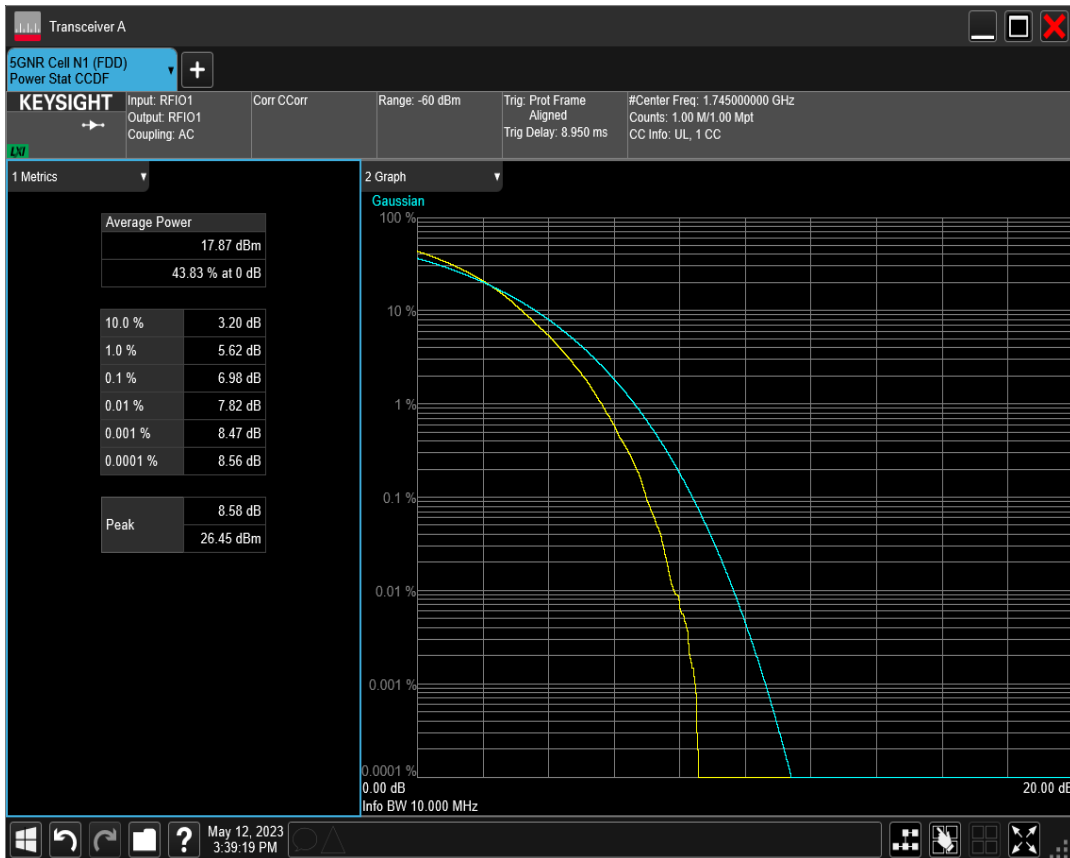 Transceiver A
5GNR Cell N1 (FDD)
Power Stat CCDF
+
KEYSIGHT
LXI
Input: RFIO1
Output: RFIO1
Coupling: AC
Corr CCorr
Range: -60 dBm
Trig: Prot Frame
Aligned
Trig Delay: 8.950 ms
#Center Freq: 1.745000000 GHz
Counts: 1.00 M/1.00 Mpt
CC Info: UL, 1 CC
1 Metrics
Average Power
17.87 dBm
43.83 % at 0 dB
10.0 % 3.20 dB
1.0 % 5.62 dB
0.1 % 6.98 dB
0.01 % 7.82 dB
0.001 % 8.47 dB
0.0001 % 8.56 dB
Peak
8.58 dB
26.45 dBm
2 Graph
Gaussian
100 %
10 %
1 %
0.1 %
0.01 %
0.001 %
0.0001 %
0.00 dB 20.00 dB
Info BW 10.000 MHz
?
May 12, 2023
3:39:19 PM